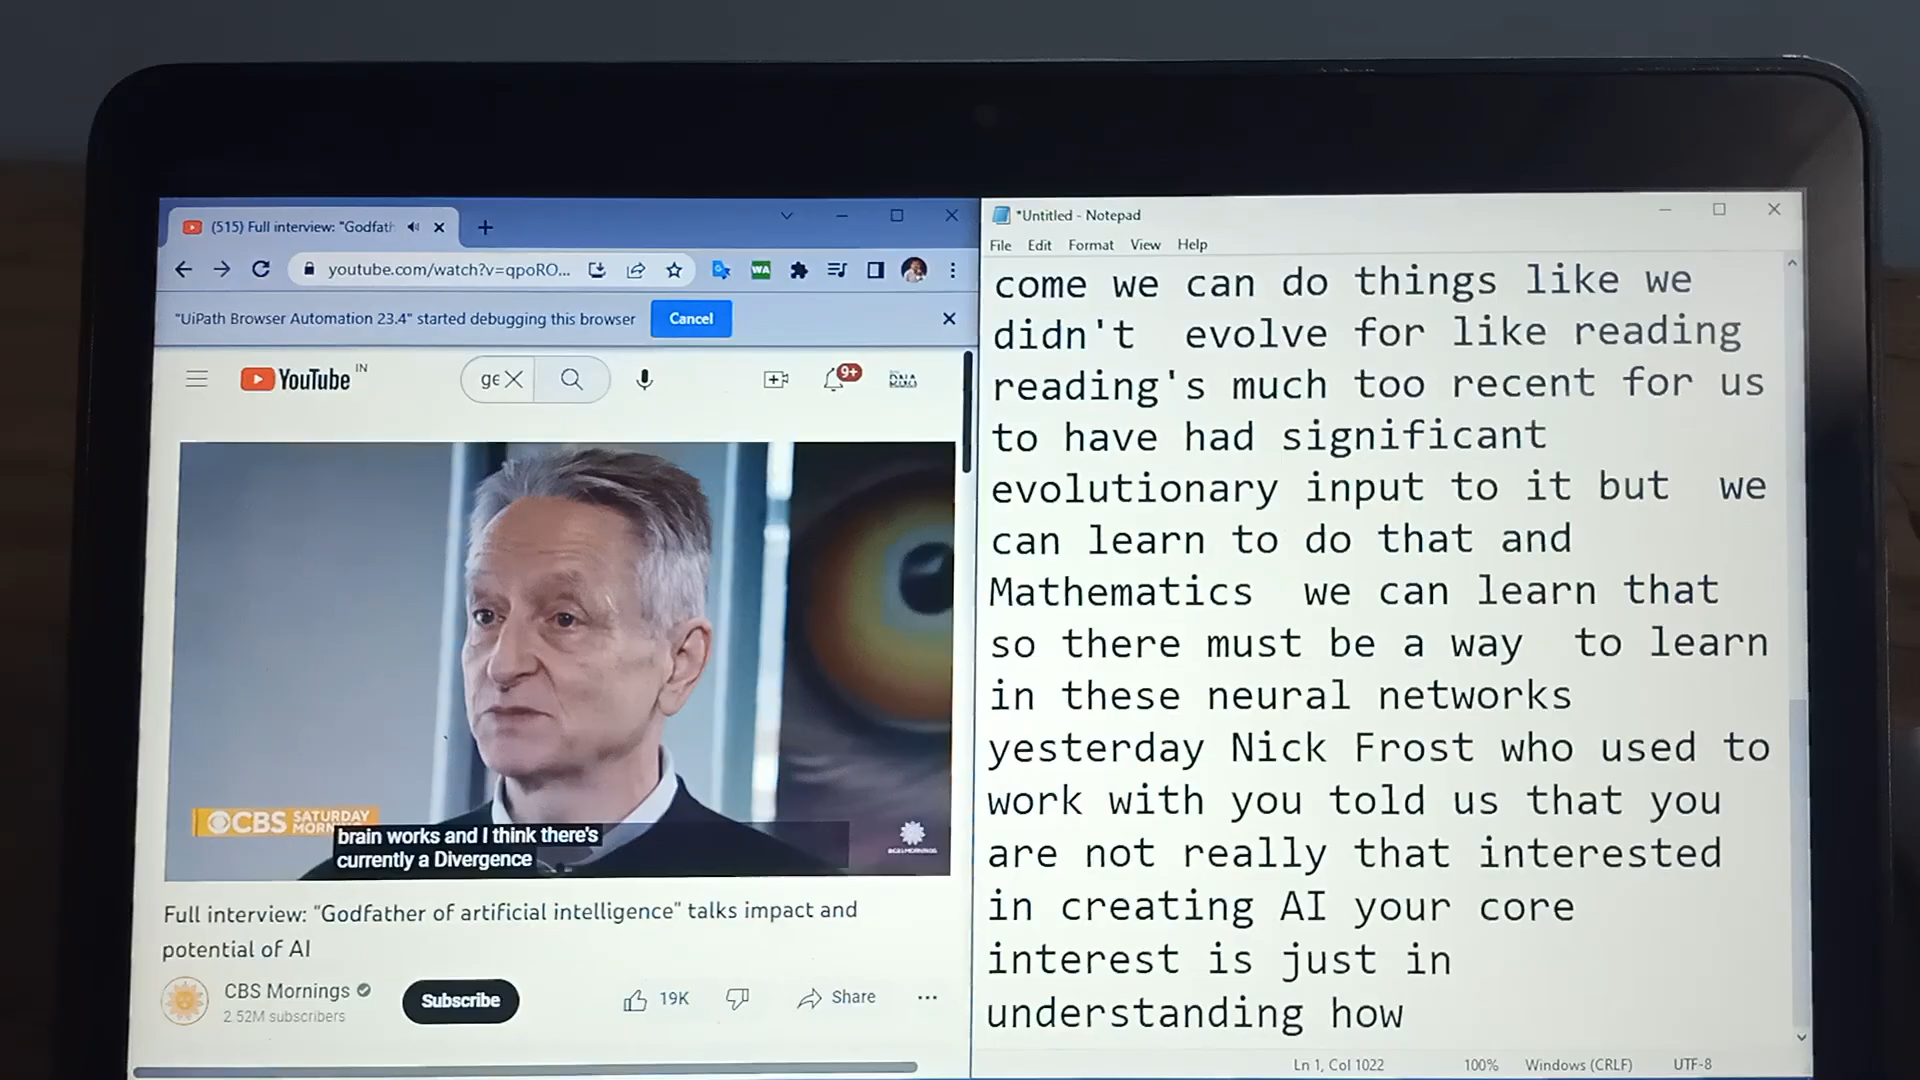 (515) Full interview: "Godfath
youtube.com/watch?v=qpoRO...
WA
"UiPath Browser Automation 23.4" started debugging this browser
Cancel
YouTube IN
ge
9+
CBS SATURDAY
MORN
brain works and I think there's
currently a Divergence
Full interview: "Godfather of artificial intelligence" talks impact and
potential of AI
CBS Mornings
2.52M subscribers
Subscribe
19K
Share
*Untitled - Notepad
File Edit Format View Help
come we can do things like we
didn't  evolve for like reading
reading's much too recent for us
to have had significant
evolutionary input to it but  we
can learn to do that and
Mathematics  we can learn that
so there must be a way  to learn
in these neural networks
yesterday Nick Frost who used to
work with you told us that you
are not really that interested
in creating AI your core
interest is just in
understanding how
Ln 1, Col 1022
100%
Windows (CRLF)
UTF-8